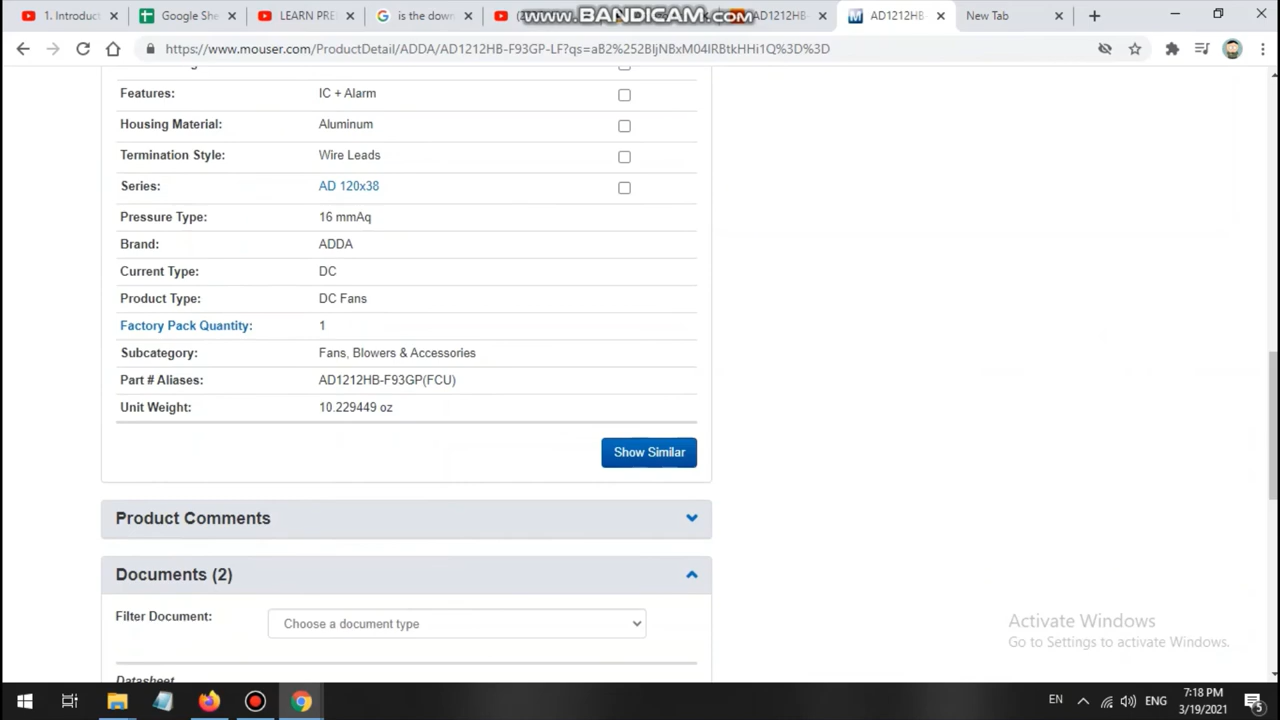 1. Introduct
Google She
LEARN PRE
is the down
(2
www.BANDICAM.com
AD1212HB-
AD1212HB
New Tab
https://www.mouser.com/ProductDetail/ADDA/AD1212HB-F93GP-LF?qs=aB2%252BljNBxM04IRBtkHHi1Q%3D%3D
Features: IC + Alarm
Housing Material: Aluminum
Termination Style: Wire Leads
Series: AD 120x38
Pressure Type: 16 mmAq
Brand: ADDA
Current Type: DC
Product Type: DC Fans
Factory Pack Quantity: 1
Subcategory: Fans, Blowers & Accessories
Part # Aliases: AD1212HB-F93GP(FCU)
Unit Weight: 10.229449 oz
Show Similar
Product Comments
Documents (2)
Filter Document: Choose a document type
Datasheet
Activate Windows
Go to Settings to activate Windows.
EN
ENG
7:18 PM
3/19/2021
5